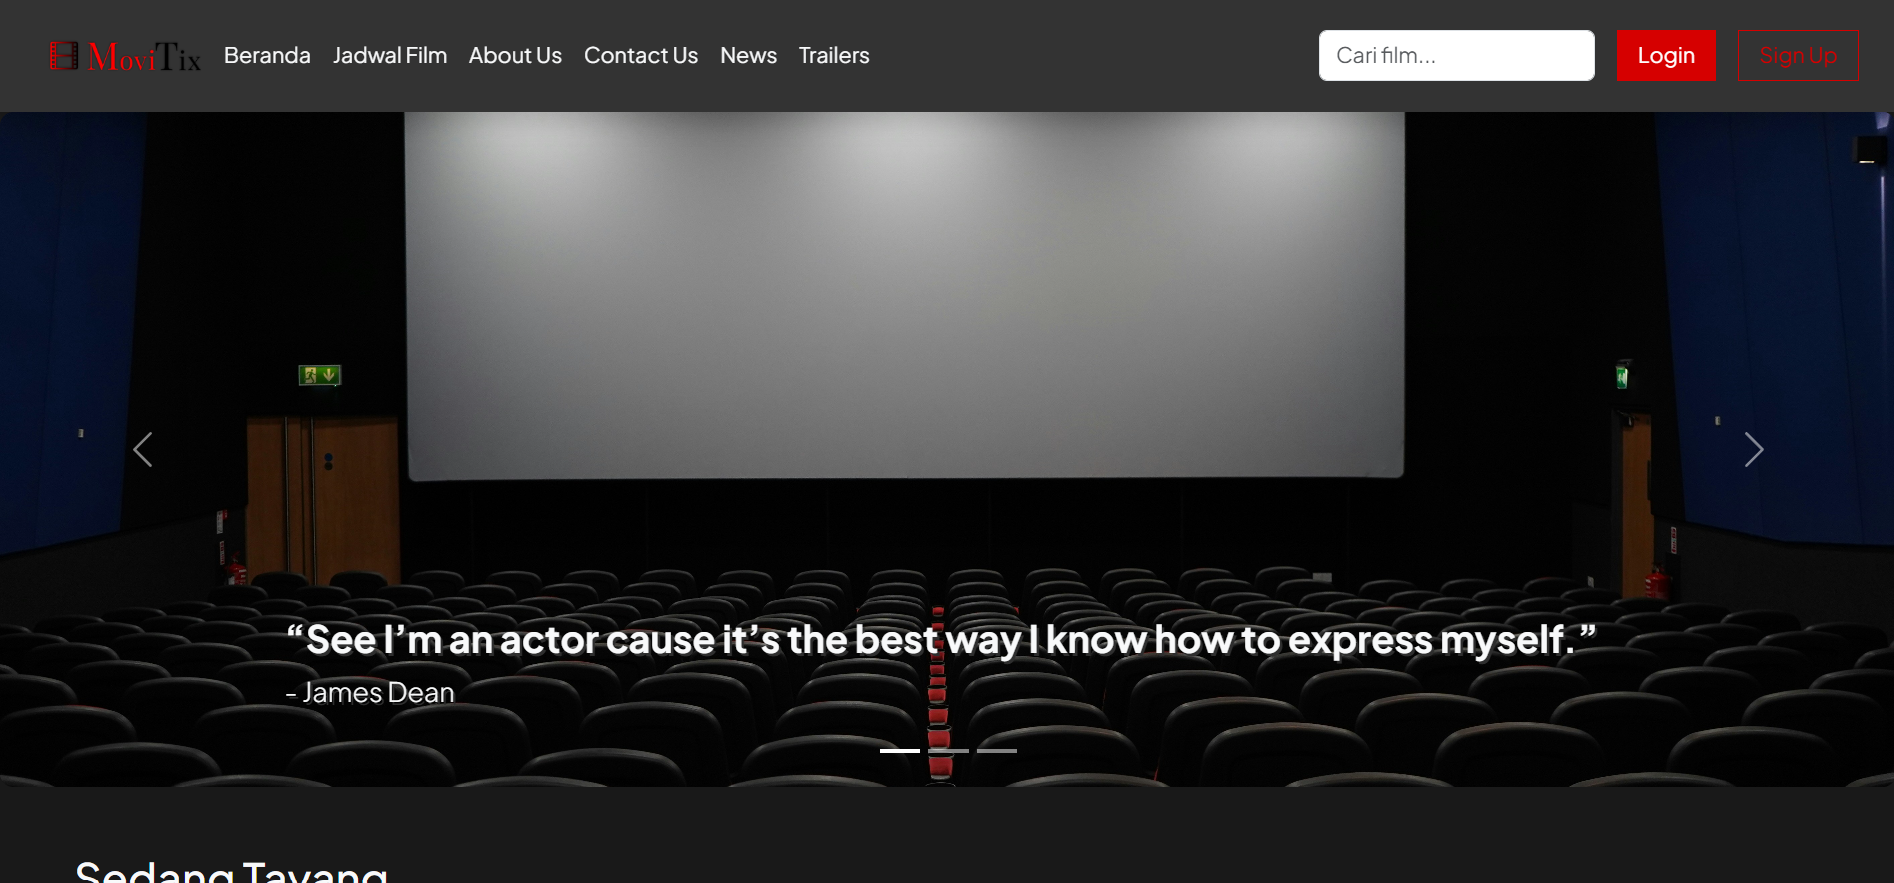 MoviTix Beranda Jadwal Film About Us Contact Us News Trailers Cari film... Login Sign Up
“See I’m an actor cause it’s the best way I know how to express myself.”
- James Dean
Sedang Tayang